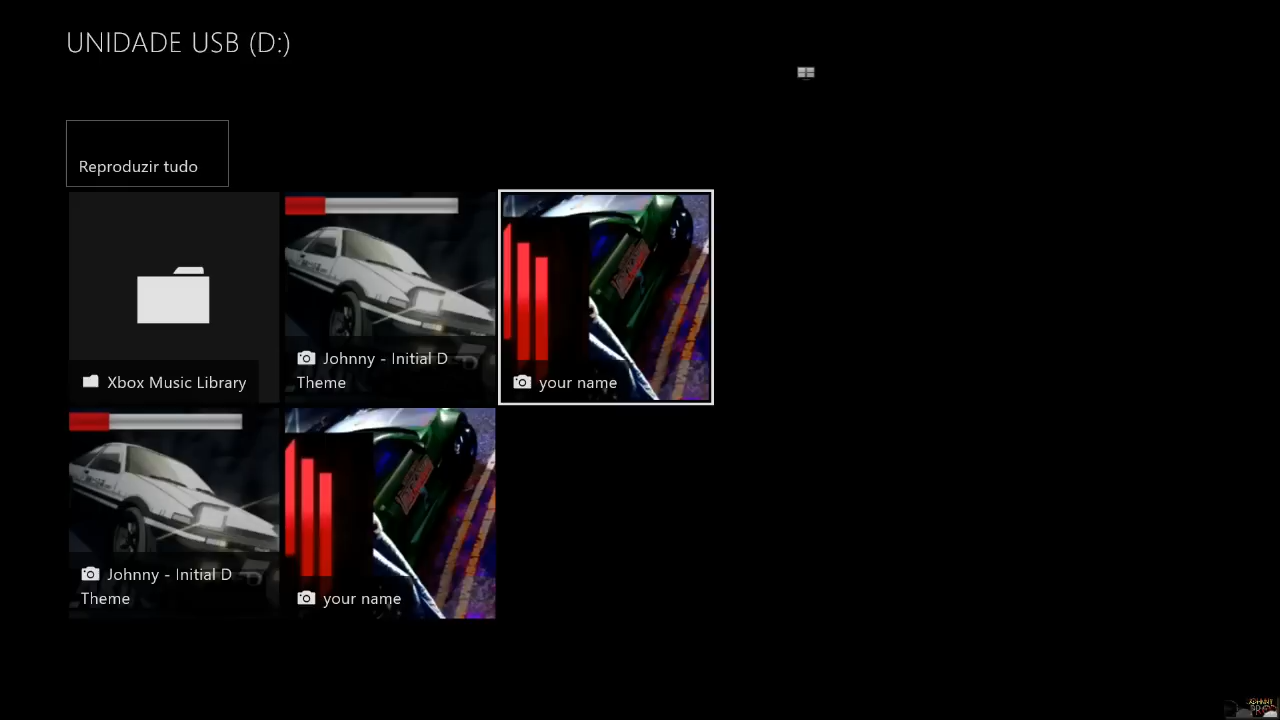 UNIDADE USB (D:)
Reproduzir tudo
Xbox Music Library
Johnny - Initial D
Theme
your name
Johnny - Initial D
Theme
your name